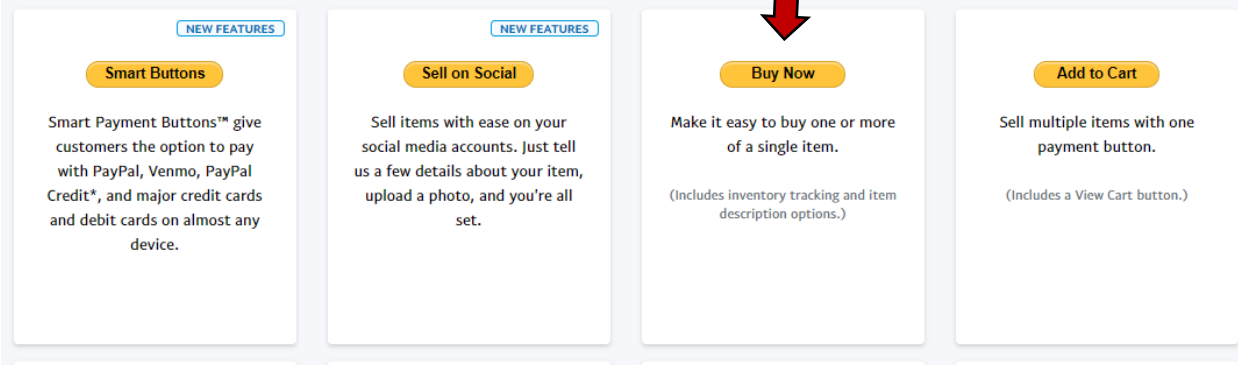 NEW FEATURES
Smart Buttons
Smart Payment Buttons™ give
customers the option to pay
with PayPal, Venmo, PayPal
Credit*, and major credit cards
and debit cards on almost any
device.
NEW FEATURES
Sell on Social
Sell items with ease on your
social media accounts. Just tell
us a few details about your item,
upload a photo, and you're all
set.
Buy Now
Make it easy to buy one or more
of a single item.
(Includes inventory tracking and item
description options.)
Add to Cart
Sell multiple items with one
payment button.
(Includes a View Cart button.)